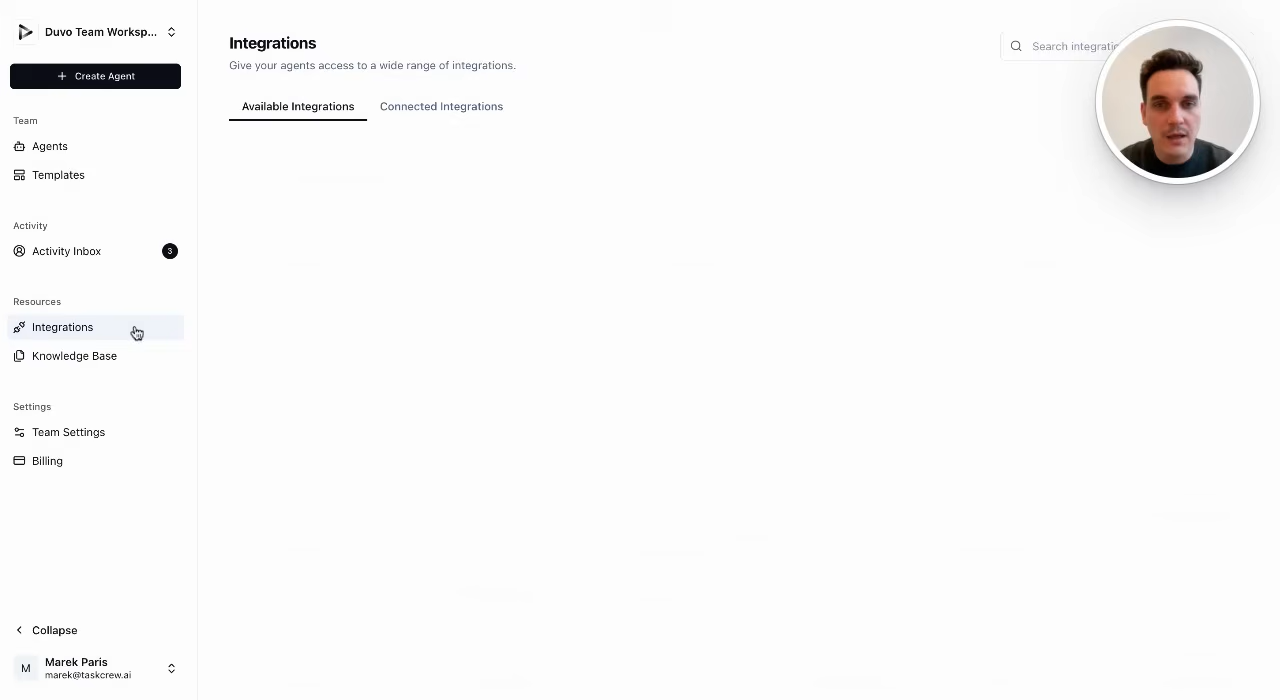 Duvo Team Worksp...
Create Agent
Team
Agents
Templates
Activity
Activity Inbox
3
Resources
Integrations
Knowledge Base
Settings
Team Settings
Billing
Collapse
M
Marek Paris
marek@taskcrew.ai
Integrations
Give your agents access to a wide range of integrations.
Search integratio
Available Integrations
Connected Integrations